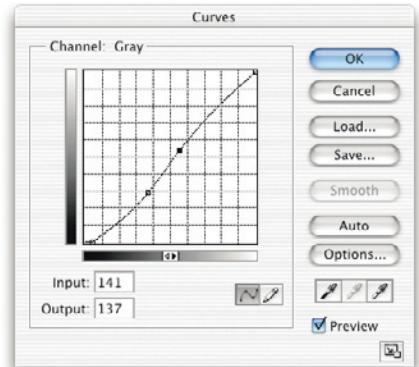 Curves
Channel: Gray
OK
Cancel
Load...
Save...
Smooth
Auto
Options...
Input: 141
Output: 137
Preview